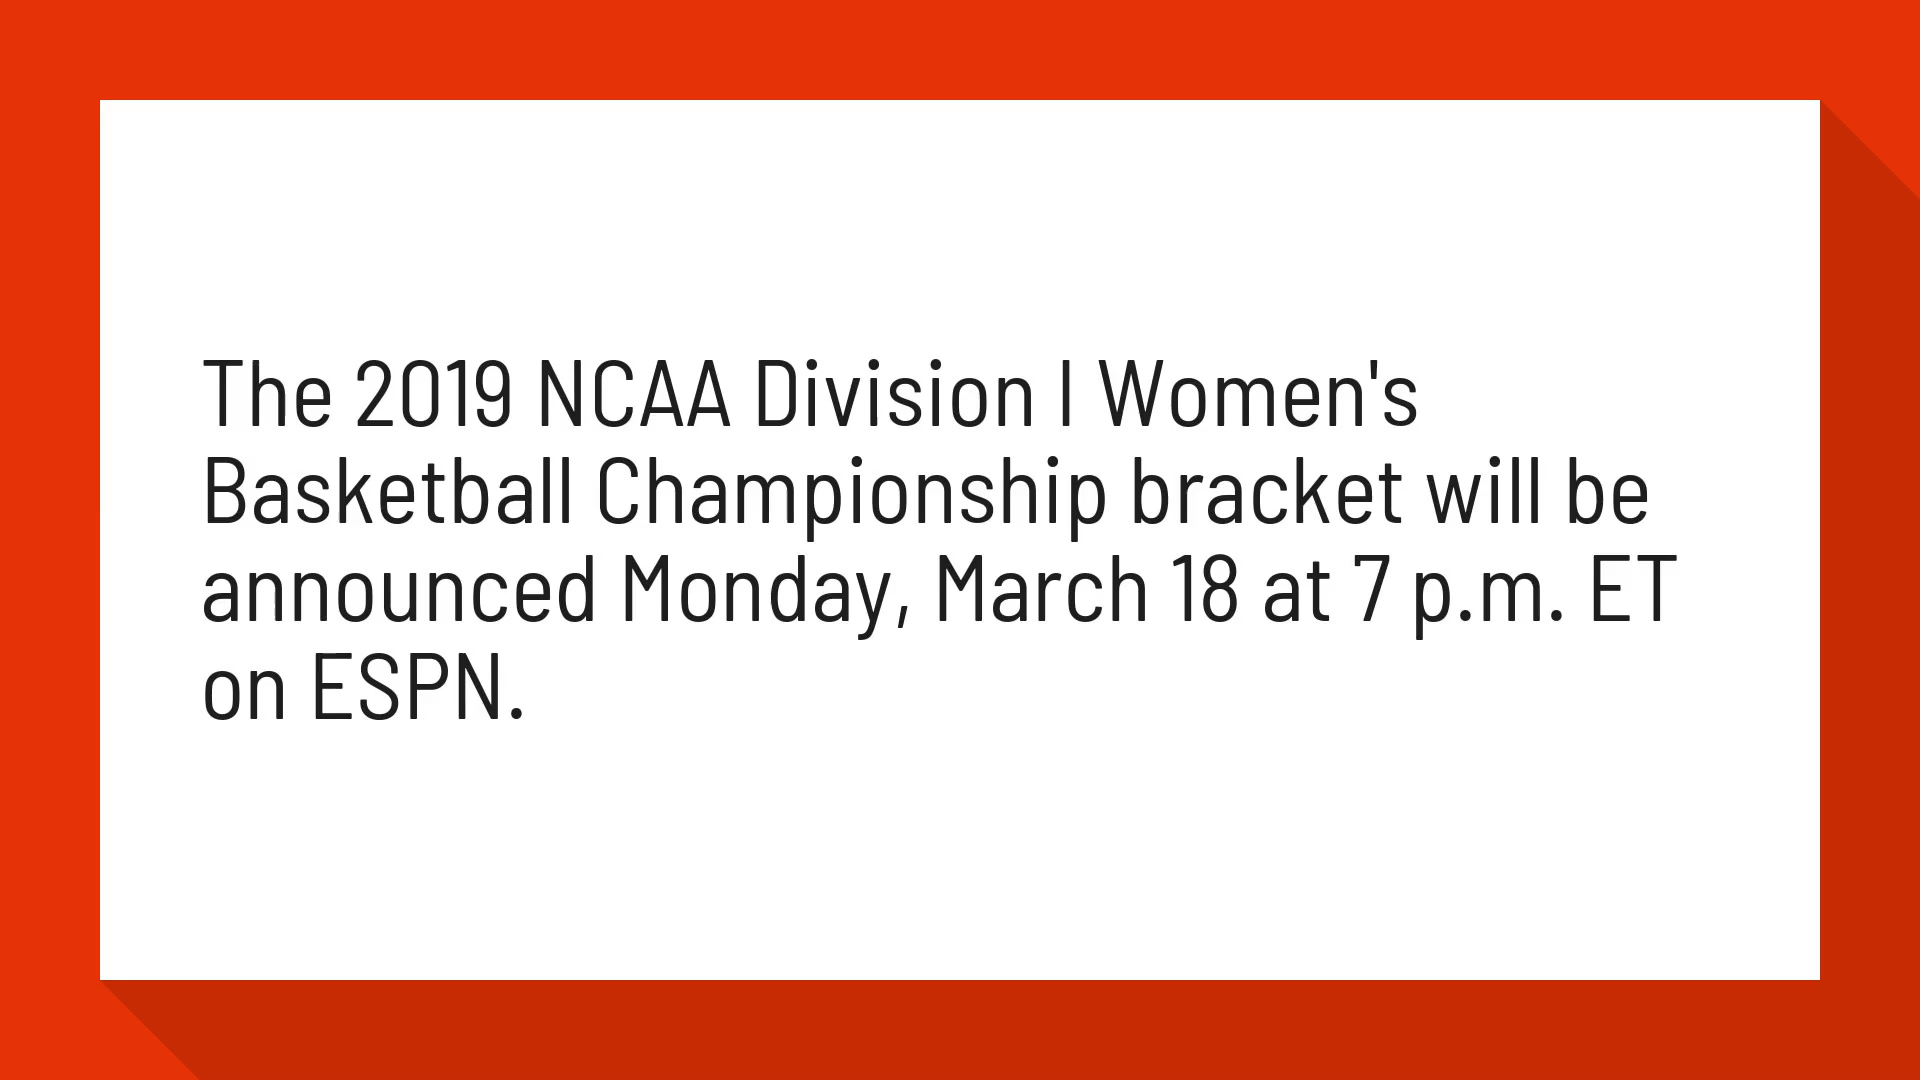 The 2019 NCAA Division I Women's
Basketball Championship bracket will be
announced Monday, March 18 at 7 p.m. ET
on ESPN.